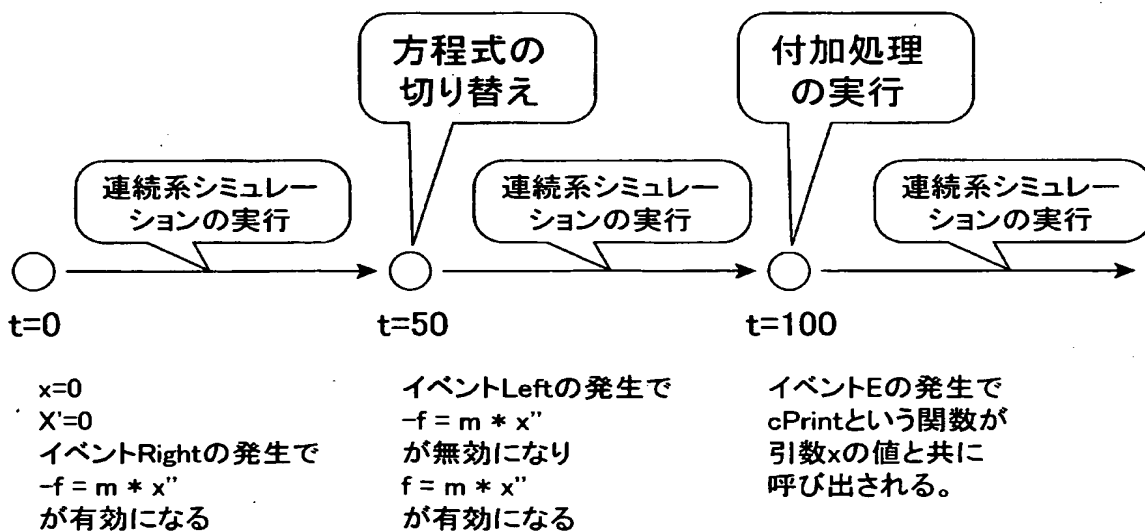 方程式の
切り替え
付加処理
の実行
連続系シミュレー
ションの実行
連続系シミュレー
ションの実行
連続系シミュレー
ションの実行
t=0
t=50
t=100
x=0
X'=0
イベントRightの発生で
-f = m * x"
が有効になる
イベントLeftの発生で
-f = m * x"
が無効になり
f = m * x"
が有効になる
イベントEの発生で
cPrintという関数が
引数xの値と共に
呼び出される。